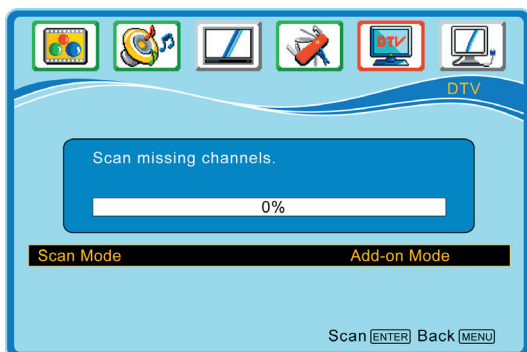 DTV
DTV
Scan missing channels.
0%
Scan Mode Add-on Mode
Scan ENTER Back MENU